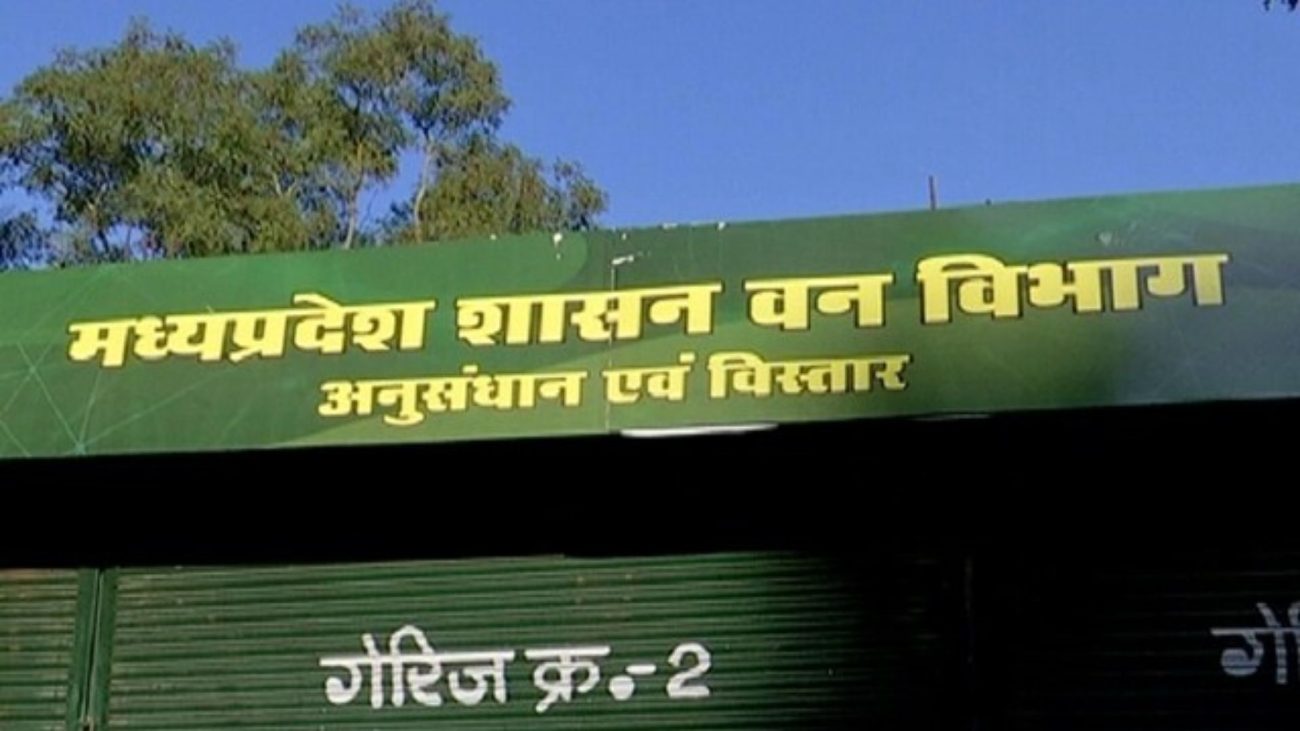 मध्यप्रदेश शासन वन विभाग
अनुसंधान एवं विस्तार
गेरिज क्र.-2